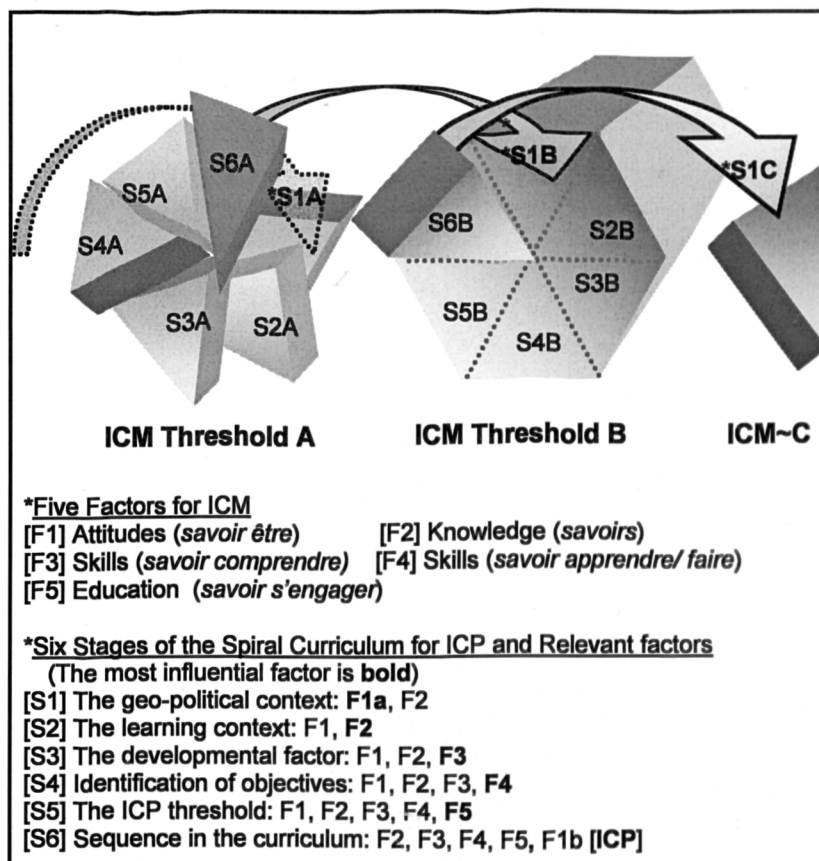 S6A
S5A
*S1A
S4A
S3A
S2A
*S1B
S6B
S2B
S3B
S5B
S4B
*S1C
ICM Threshold A ICM Threshold B ICM~C
*Five Factors for ICM
[F1] Attitudes (savoir être) [F2] Knowledge (savoirs)
[F3] Skills (savoir comprendre) [F4] Skills (savoir apprendre/ faire)
[F5] Education (savoir s'engager)
*Six Stages of the Spiral Curriculum for ICP and Relevant factors
(The most influential factor is bold)
[S1] The geo-political context: F1a, F2
[S2] The learning context: F1, F2
[S3] The developmental factor: F1, F2, F3
[S4] Identification of objectives: F1, F2, F3, F4
[S5] The ICP threshold: F1, F2, F3, F4, F5
[S6] Sequence in the curriculum: F2, F3, F4, F5, F1b [ICP]